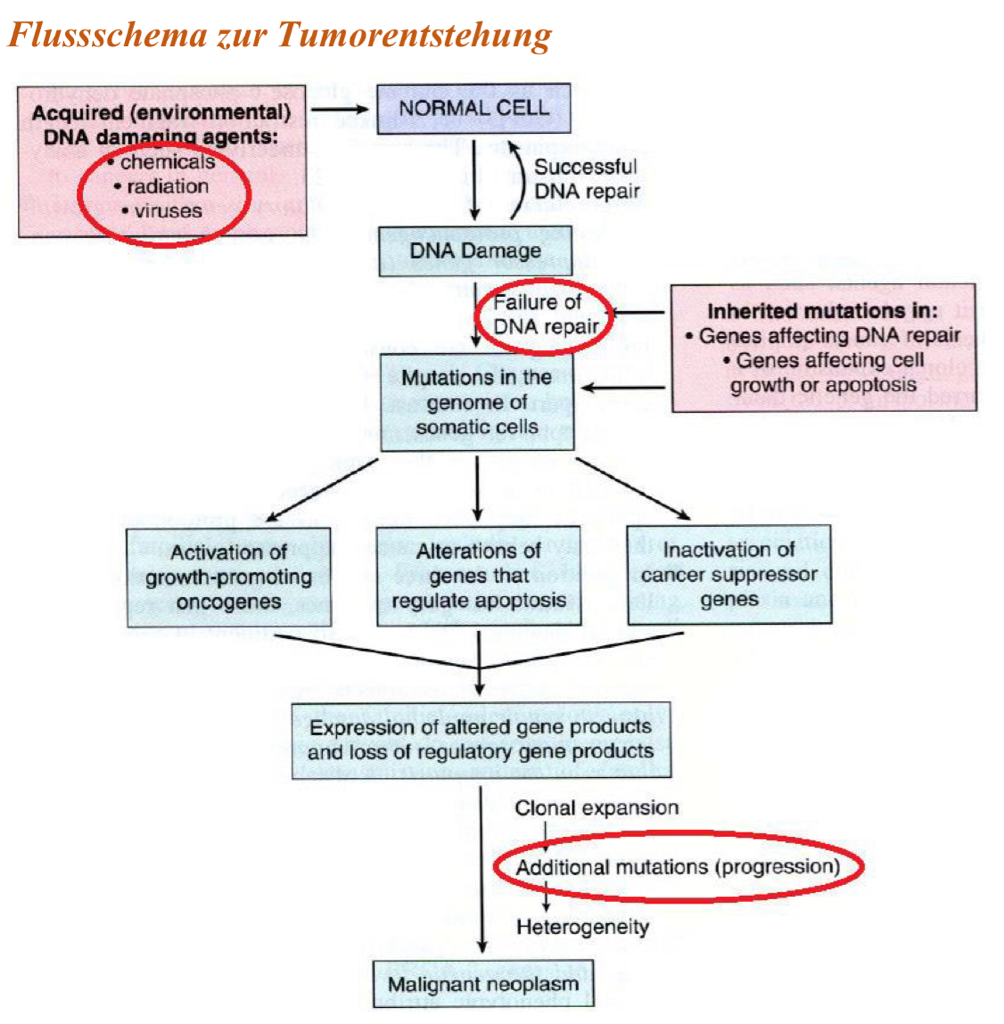 Flussschema zur Tumorentstehung
Acquired (environmental)
DNA damaging agents:
• chemicals
• radiation
• viruses
NORMAL CELL
Successful
DNA repair
DNA Damage
Failure of
DNA repair
Inherited mutations in:
• Genes affecting DNA repair
• Genes affecting cell
growth or apoptosis
Mutations in the
genome of
somatic cells
Activation of
growth-promoting
oncogenes
Alterations of
genes that
regulate apoptosis
Inactivation of
cancer suppressor
genes
Expression of altered gene products
and loss of regulatory gene products
Clonal expansion
Additional mutations (progression)
Heterogeneity
Malignant neoplasm